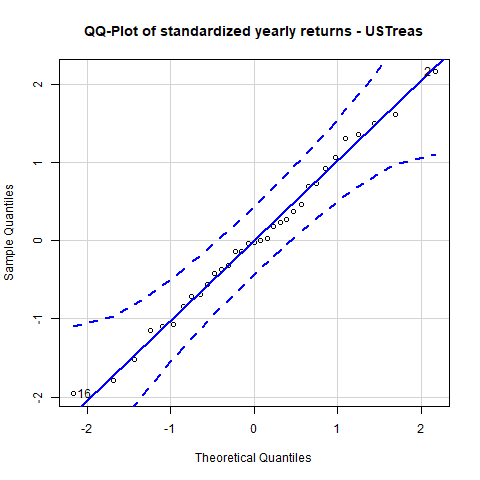 QQ-Plot of standardized yearly returns - USTreas
Sample Quantiles
2
1
0
-1
-2
2
16
-2 -1 0 1 2
Theoretical Quantiles